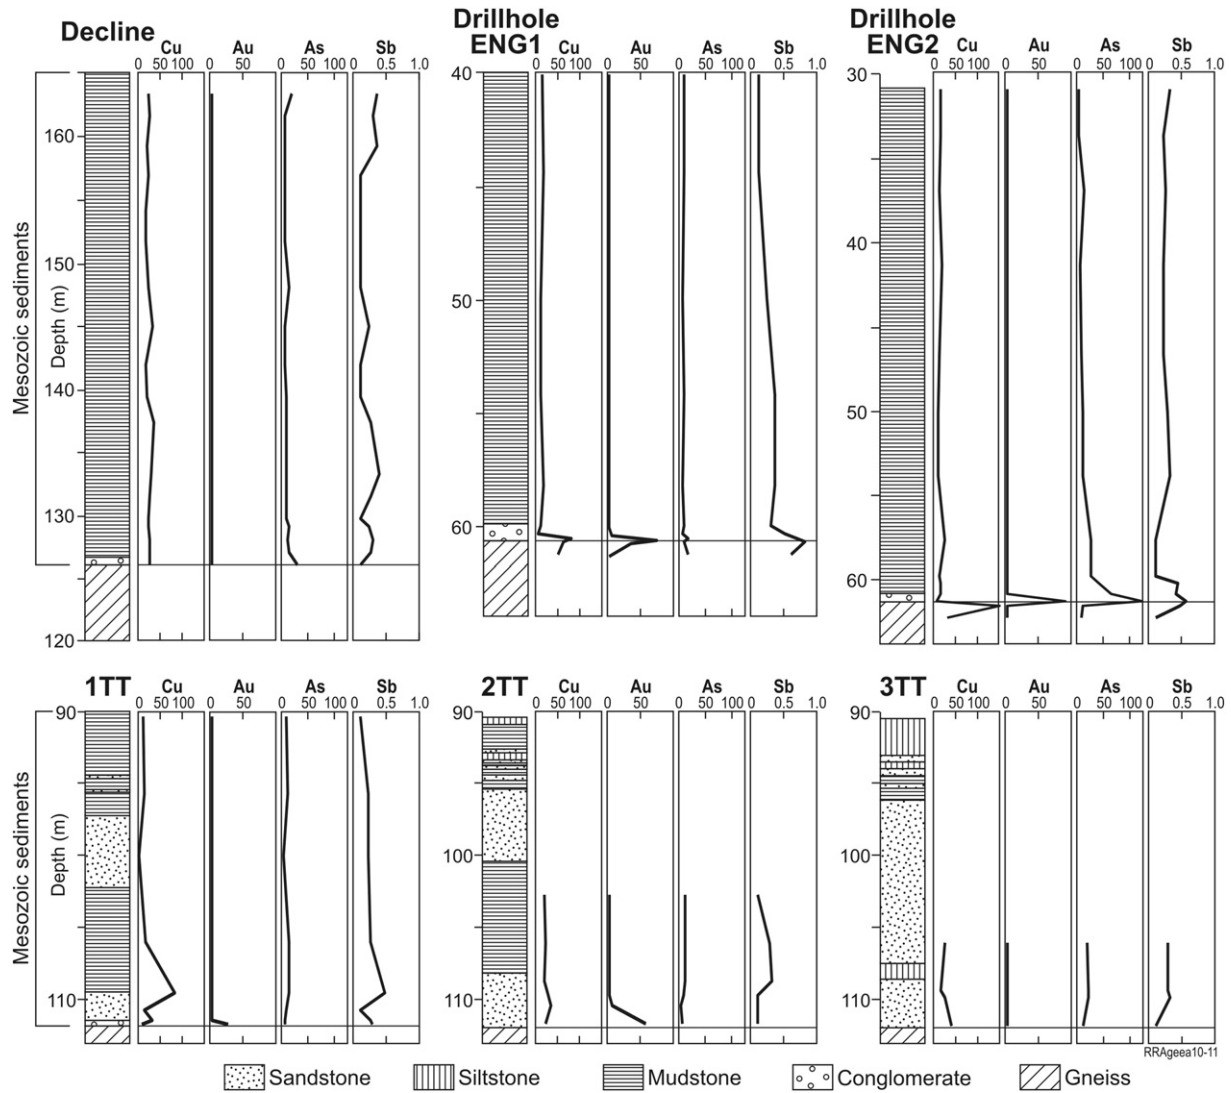 Decline
Cu Au As Sb
0 50 100 0 50 0 50 100 0 0.5 1.0
160
150
140
130
120
Mesozoic sediments
Depth (m)
Drillhole
ENG1
Cu Au As Sb
0 50 100 0 50 0 50 100 0 0.5 1.0
40
50
60
Drillhole
ENG2
Cu Au As Sb
0 50 100 0 50 0 50 100 0 0.5 1.0
30
40
50
60
1TT
Cu Au As Sb
0 50 100 0 50 0 50 100 0 0.5 1.0
90
100
110
Mesozoic sediments
Depth (m)
2TT
Cu Au As Sb
0 50 100 0 50 0 50 100 0 0.5 1.0
90
100
110
3TT
Cu Au As Sb
0 50 100 0 50 0 50 100 0 0.5 1.0
90
100
110
RRAgeea10-11
Sandstone Siltstone Mudstone Conglomerate Gneiss